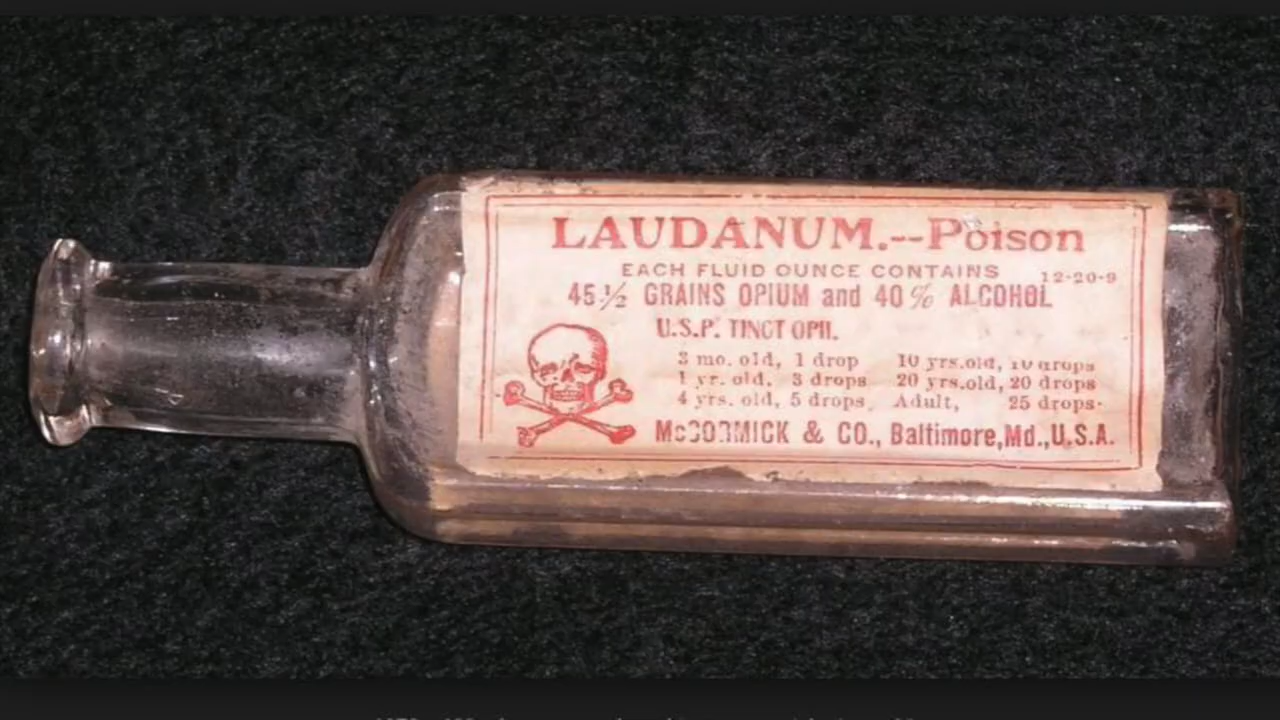 LAUDANUM.--Poison
EACH FLUID OUNCE CONTAINS 12-20-9
45½ GRAINS OPIUM and 40% ALCOHOL
U.S.P. TINCT OPII.
3 mo. old, 1 drop 10 yrs.old, 10 drops
1 yr. old, 3 drops 20 yrs.old, 20 drops
4 yrs. old, 5 drops Adult, 25 drops.
McCORMICK & CO., Baltimore,Md.,U.S.A.